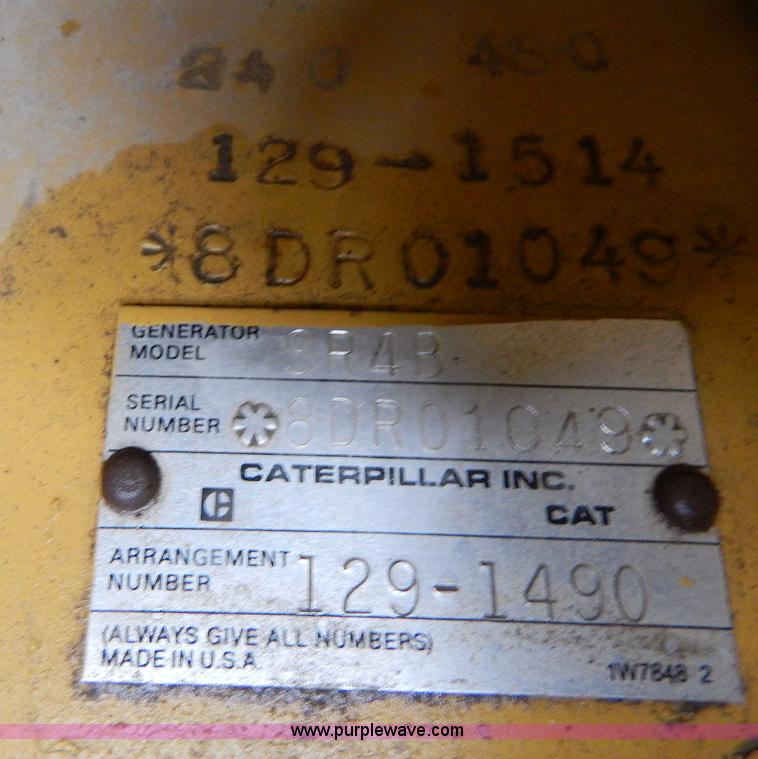 240 480
129-1514
*8DR01049*
GENERATOR
MODEL SR4B
SERIAL
NUMBER *8DR01049*
CATERPILLAR INC.
C CAT
ARRANGEMENT
NUMBER 129-1490
(ALWAYS GIVE ALL NUMBERS)
MADE IN U.S.A. 1W7848 2
www.purplewave.com